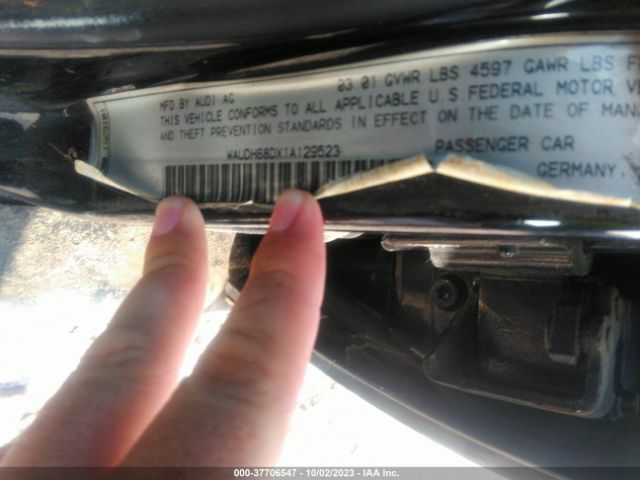 03 01 GVWR LBS 4597 GAWR LBS
MFD BY AUDI AG
THIS VEHICLE CONFORMS TO ALL APPLICABLE U.S FEDERAL MOTOR
AND THEFT PREVENTION STANDARDS IN EFFECT ON THE DATE OF
WAUDH68DX1A129523
PASSENGER CAR
GERMANY.
000-37706547 - 10/02/2023 - IAA Inc.